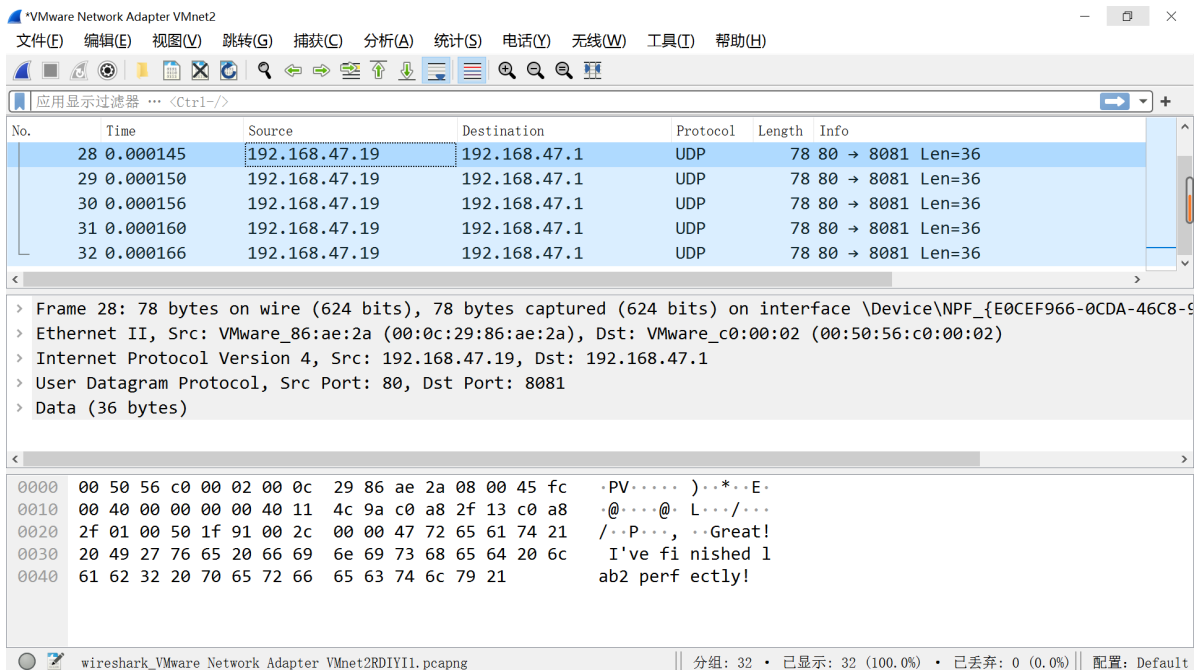 *VMware Network Adapter VMnet2
文件(F) 编辑(E) 视图(V) 跳转(G) 捕获(C) 分析(A) 统计(S) 电话(Y) 无线(W) 工具(T) 帮助(H)
应用显示过滤器 … <Ctrl-/>
No. Time Source Destination Protocol Length Info
28 0.000145 192.168.47.19 192.168.47.1 UDP 78 80 → 8081 Len=36
29 0.000150 192.168.47.19 192.168.47.1 UDP 78 80 → 8081 Len=36
30 0.000156 192.168.47.19 192.168.47.1 UDP 78 80 → 8081 Len=36
31 0.000160 192.168.47.19 192.168.47.1 UDP 78 80 → 8081 Len=36
32 0.000166 192.168.47.19 192.168.47.1 UDP 78 80 → 8081 Len=36
Frame 28: 78 bytes on wire (624 bits), 78 bytes captured (624 bits) on interface \Device\NPF_{E0CEF966-0CDA-46C8-9
Ethernet II, Src: VMware_86:ae:2a (00:0c:29:86:ae:2a), Dst: VMware_c0:00:02 (00:50:56:c0:00:02)
Internet Protocol Version 4, Src: 192.168.47.19, Dst: 192.168.47.1
User Datagram Protocol, Src Port: 80, Dst Port: 8081
Data (36 bytes)
0000 00 50 56 c0 00 02 00 0c 29 86 ae 2a 08 00 45 fc ·PV····· )··*··E·
0010 00 40 00 00 00 00 40 11 4c 9a c0 a8 2f 13 c0 a8 ·@····@· L···/···
0020 2f 01 00 50 1f 91 00 2c 00 00 47 72 65 61 74 21 /··P···, ··Great!
0030 20 49 27 76 65 20 66 69 6e 69 73 68 65 64 20 6c I've fi nished l
0040 61 62 32 20 70 65 72 66 65 63 74 6c 79 21 ab2 perf ectly!
wireshark_VMware Network Adapter VMnet2RDIYI1.pcapng 分组: 32 · 已显示: 32 (100.0%) · 已丢弃: 0 (0.0%) 配置: Default